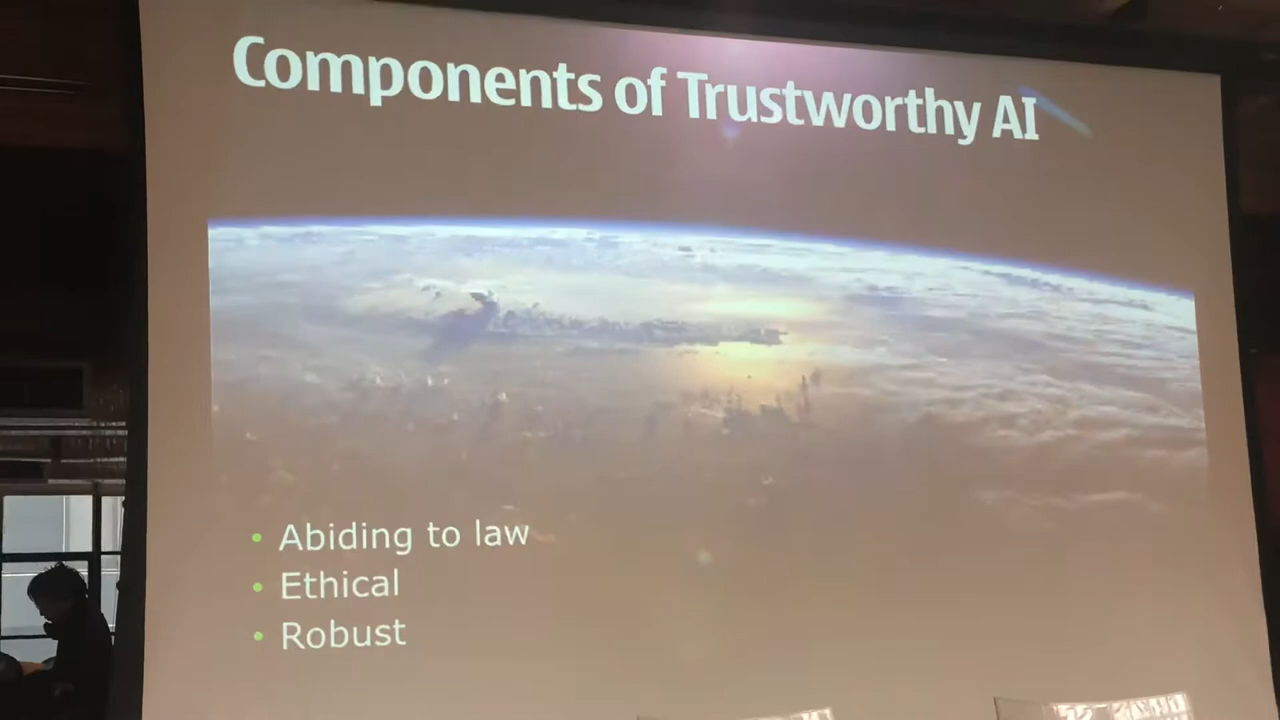 Components of Trustworthy AI
• Abiding to law
• Ethical
• Robust